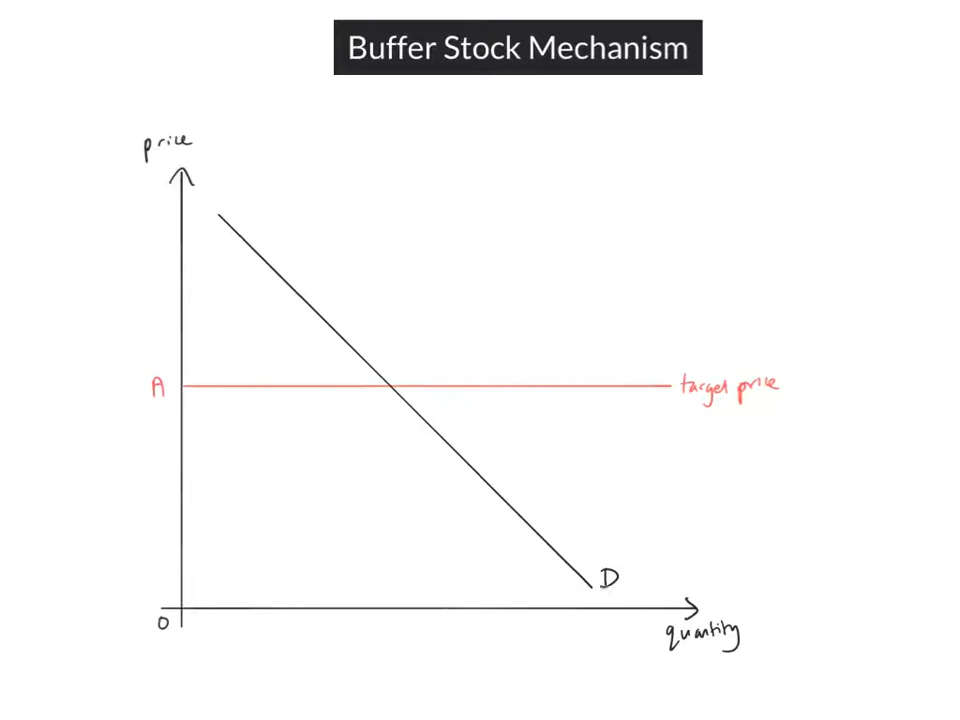 Buffer Stock Mechanism
price
A
target price
D
0
quantity